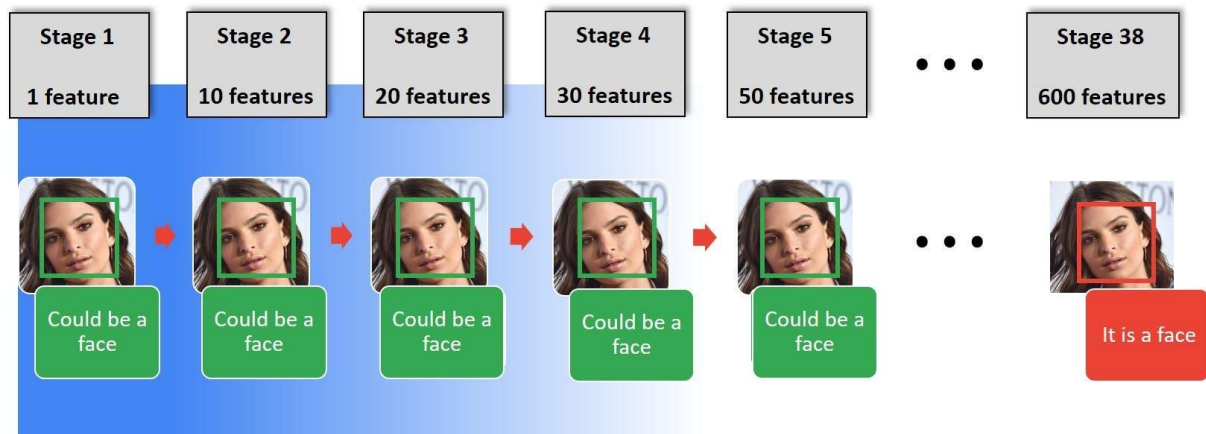 Stage 1
1 feature
Stage 2
10 features
Stage 3
20 features
Stage 4
30 features
Stage 5
50 features
• • •
Stage 38
600 features
• • •
Could be a
face
Could be a
face
Could be a
face
Could be a
face
Could be a
face
It is a face